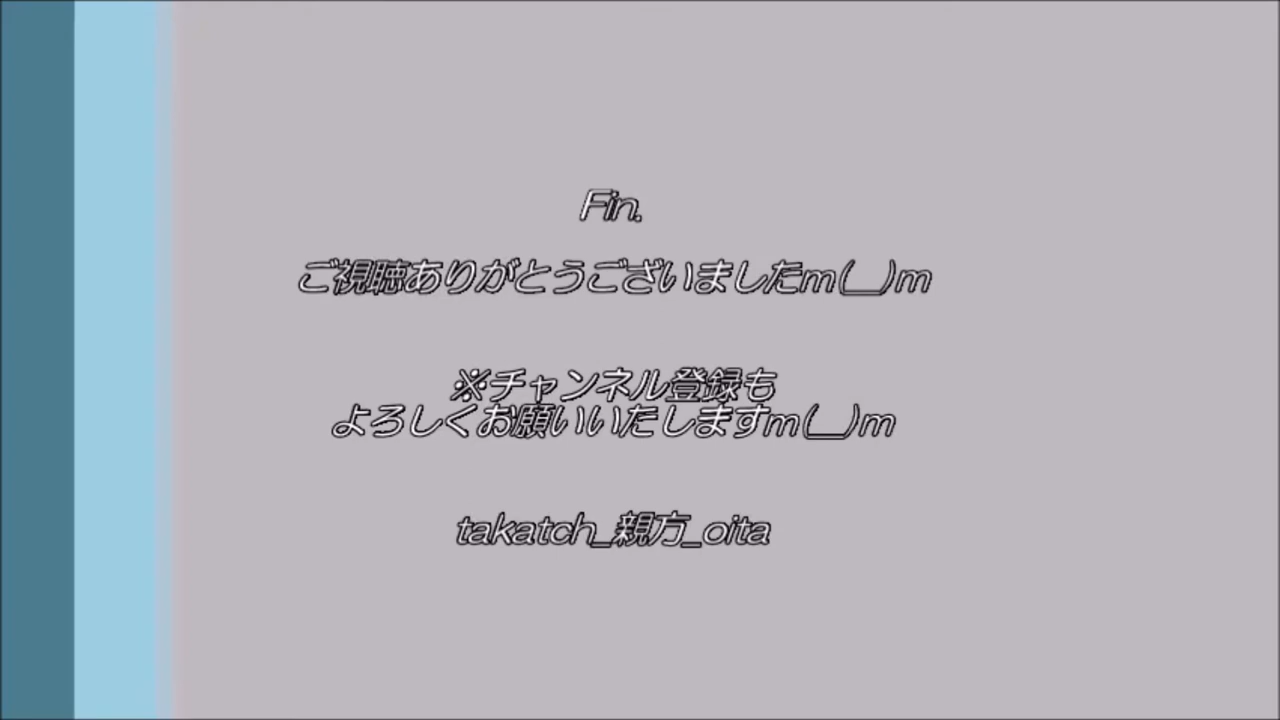 Fin.
ご視聴ありがとうございましたm(__)m
※チャンネル登録も
よろしくお願いいたしますm(__)m
takatch_親方_oita